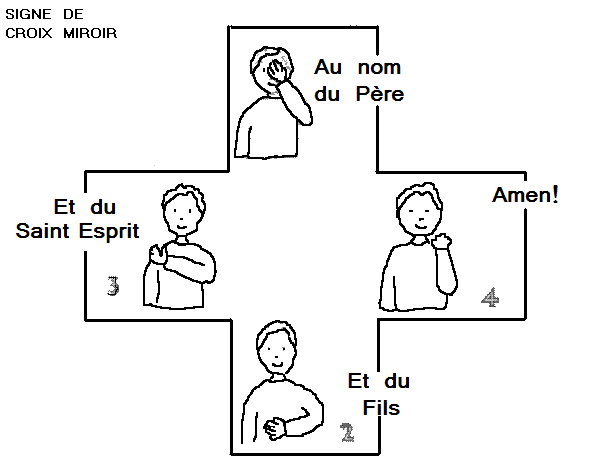 SIGNE DE
CROIX MIROIR
Au nom
du Père
Et du
Saint Esprit
3
Amen!
4
Et du
Fils
2